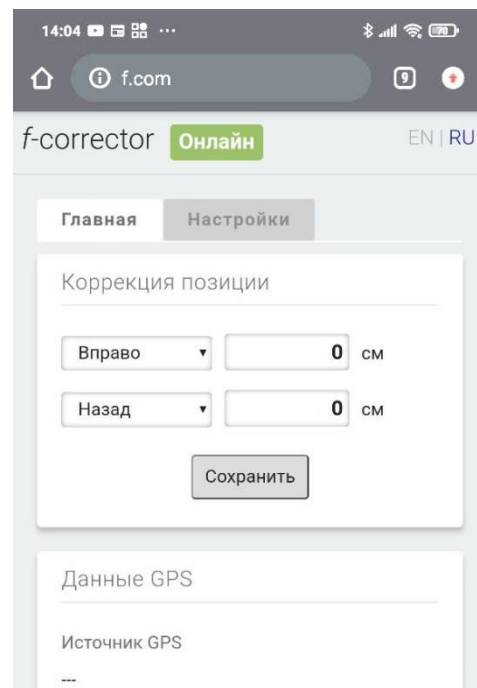 14:04 ...
70
f.com
9
f-corrector Онлайн EN | RU
Главная Настройки
Коррекция позиции
Вправо 0 см
Назад 0 см
Сохранить
Данные GPS
Источник GPS
---